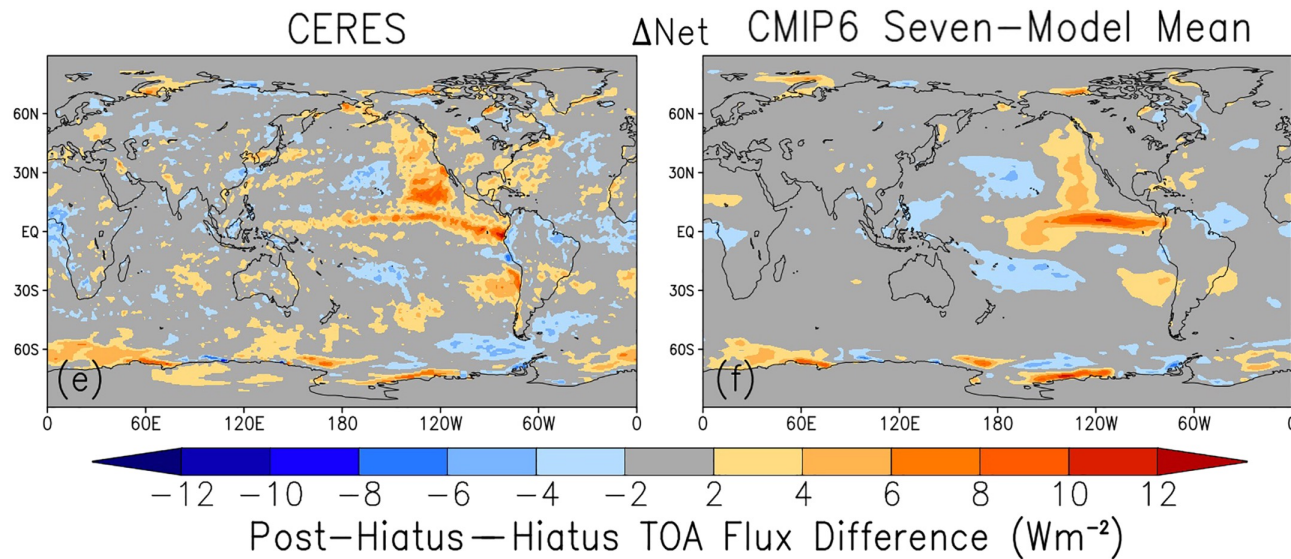 CERES ΔNet CMIP6 Seven−Model Mean
60N
30N
EQ
30S
60S
(e)
0 60E 120E 180 120W 60W 0
60N
30N
EQ
30S
60S
(f)
0 60E 120E 180 120W 60W 0
−12 −10 −8 −6 −4 −2 2 4 6 8 10 12
Post−Hiatus−Hiatus TOA Flux Difference (Wm⁻²)